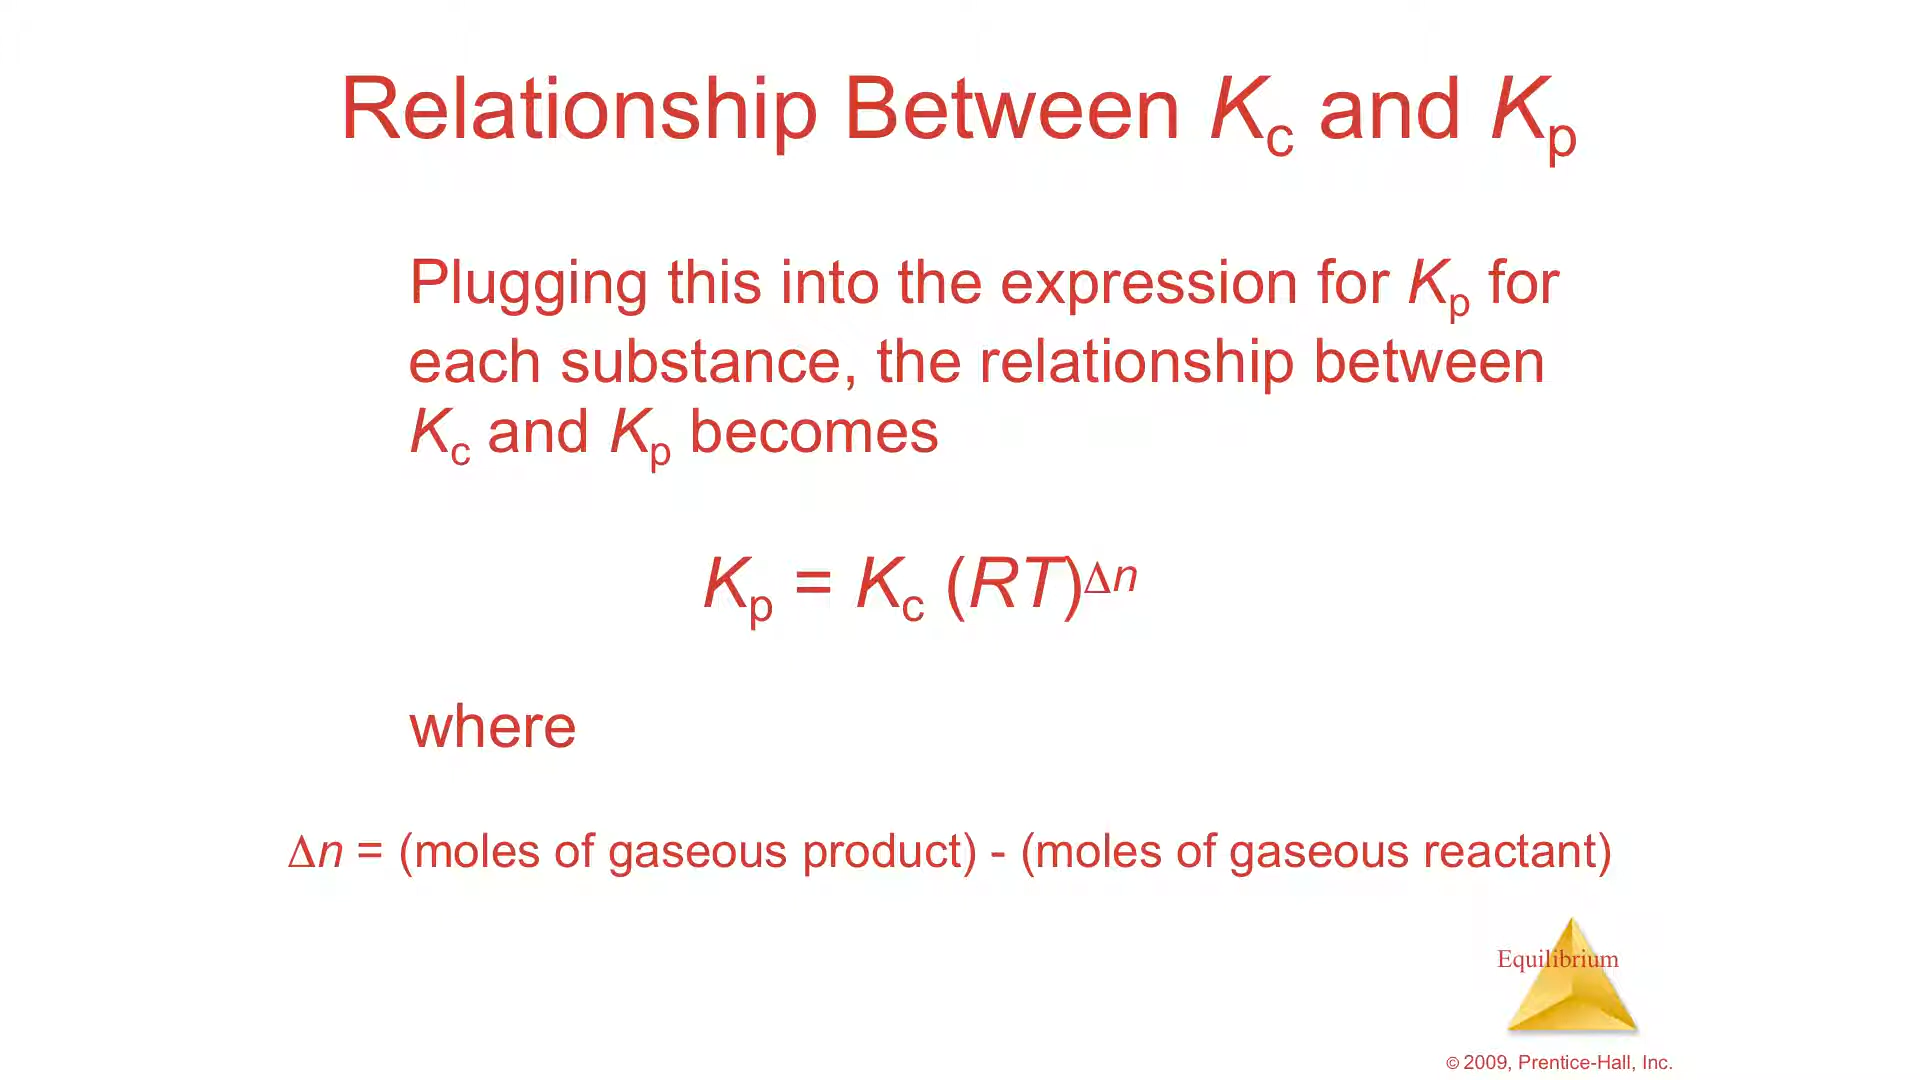 Relationship Between Kc and Kp
Plugging this into the expression for Kp for
each substance, the relationship between
Kc and Kp becomes
Kp = Kc (RT)Δn
where
Δn = (moles of gaseous product) - (moles of gaseous reactant)
Equilibrium
© 2009, Prentice-Hall, Inc.